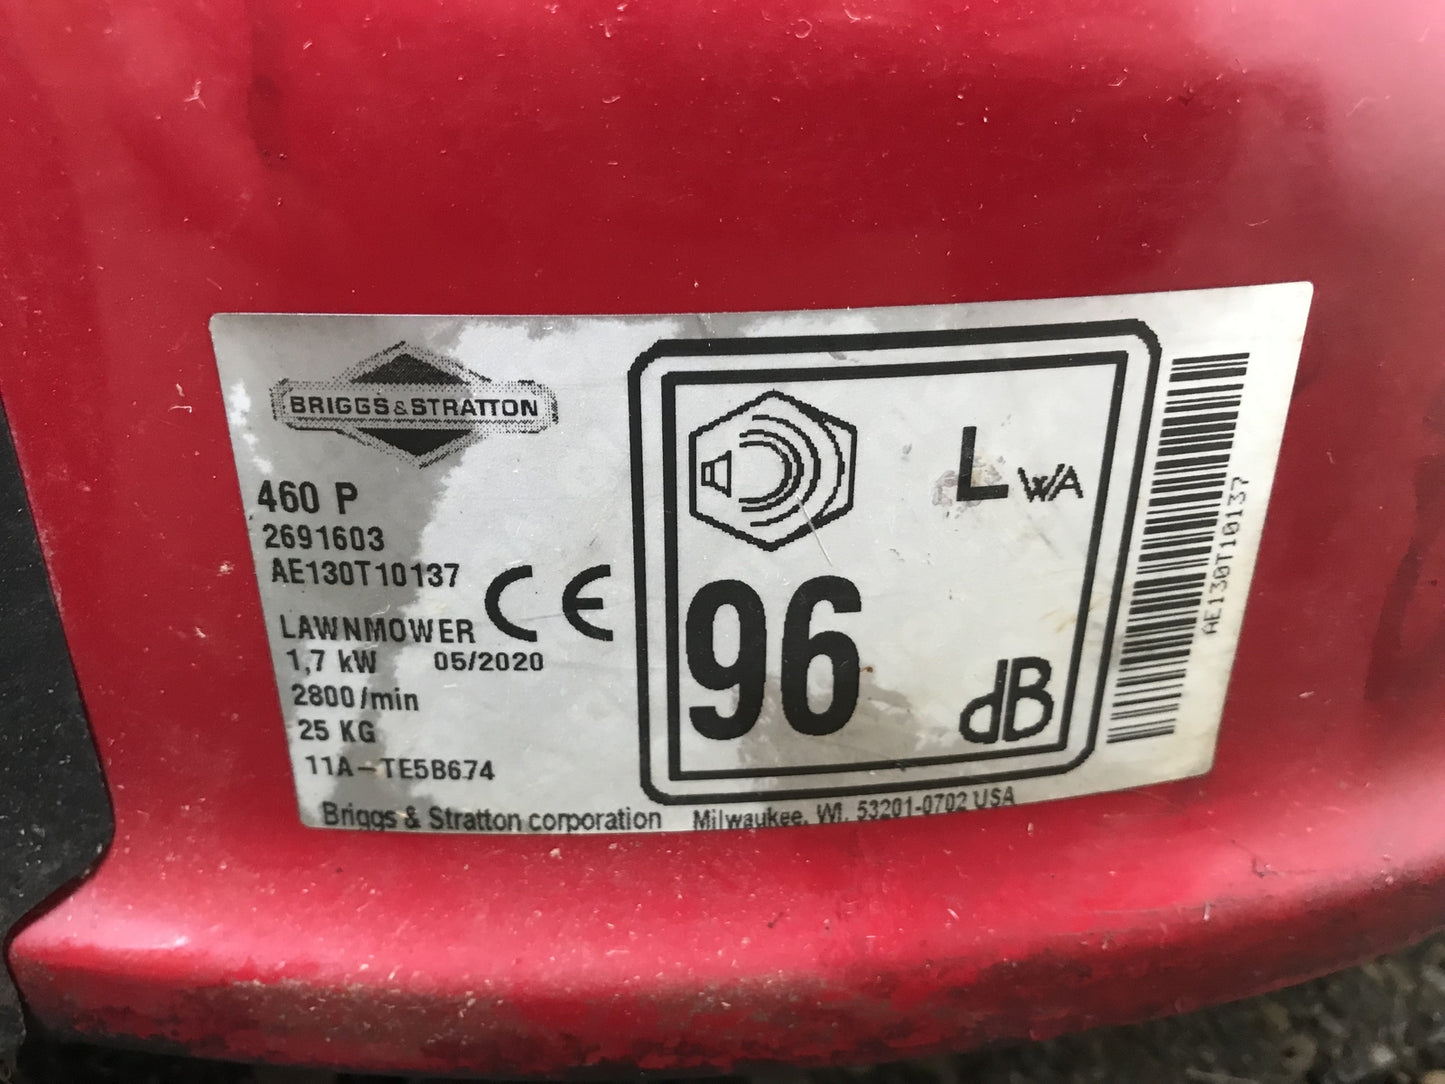 BRIGGS&STRATTON
460 P
2691603
AE130T10137
LAWNMOWER CE
1,7 kW 05/2020
2800/min
25 KG
11A-TE5B674
Briggs & Stratton corporation Milwaukee, WI, 53201-0702 USA
LWA
96 dB
AE130T10137